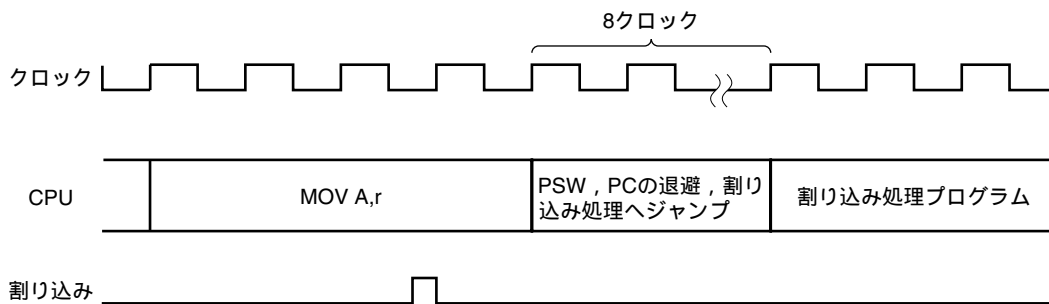 8クロック
クロック
CPU
MOV A,r
PSW,PCの退避,割り
込み処理へジャンプ
割り込み処理プログラム
割り込み